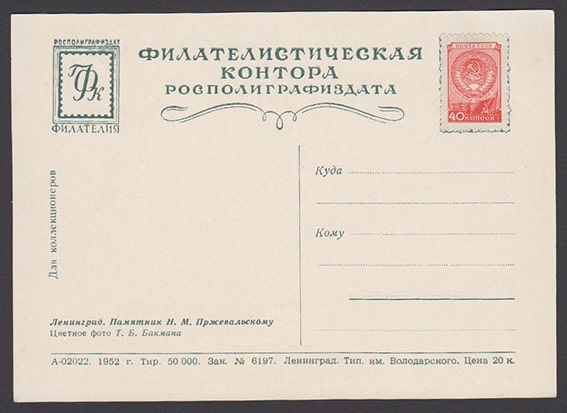 РОСПОЛИГРАФИЗДАТ
ГФК
ФИЛАТЕЛИЯ
ФИЛАТЕЛИСТИЧЕСКАЯ
КОНТОРА
РОСПОЛИГРАФИЗДАТА
ПОЧТА СССР
40 КОПЕЕК
Для коллекционеров
Куда
Кому
Ленинград. Памятник И. М. Пржевальскому
Цветное фото Т. Б. Бакмана
А-02022. 1952 г. Тир. 50 000. Зак. № 6197. Ленинград. Тип. им. Володарского. Цена 20 к.